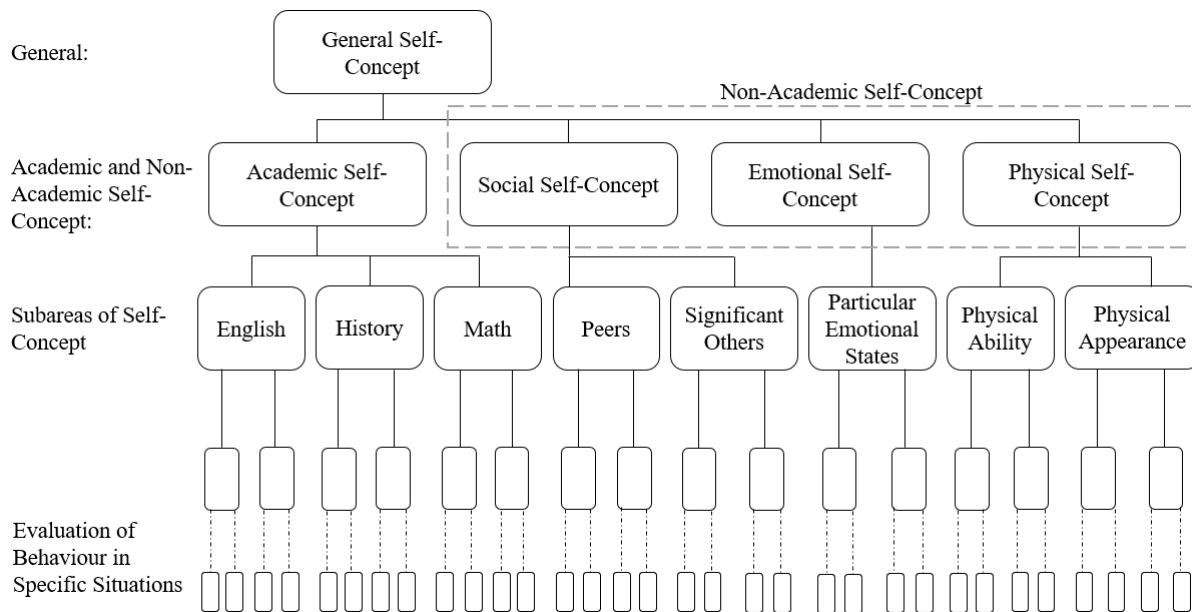 General:
General Self-
Concept
Non-Academic Self-Concept
Academic and Non-
Academic Self-
Concept:
Academic Self-
Concept
Social Self-Concept
Emotional Self-
Concept
Physical Self-
Concept
Subareas of Self-
Concept
English
History
Math
Peers
Significant
Others
Particular
Emotional
States
Physical
Ability
Physical
Appearance
Evaluation of
Behaviour in
Specific Situations